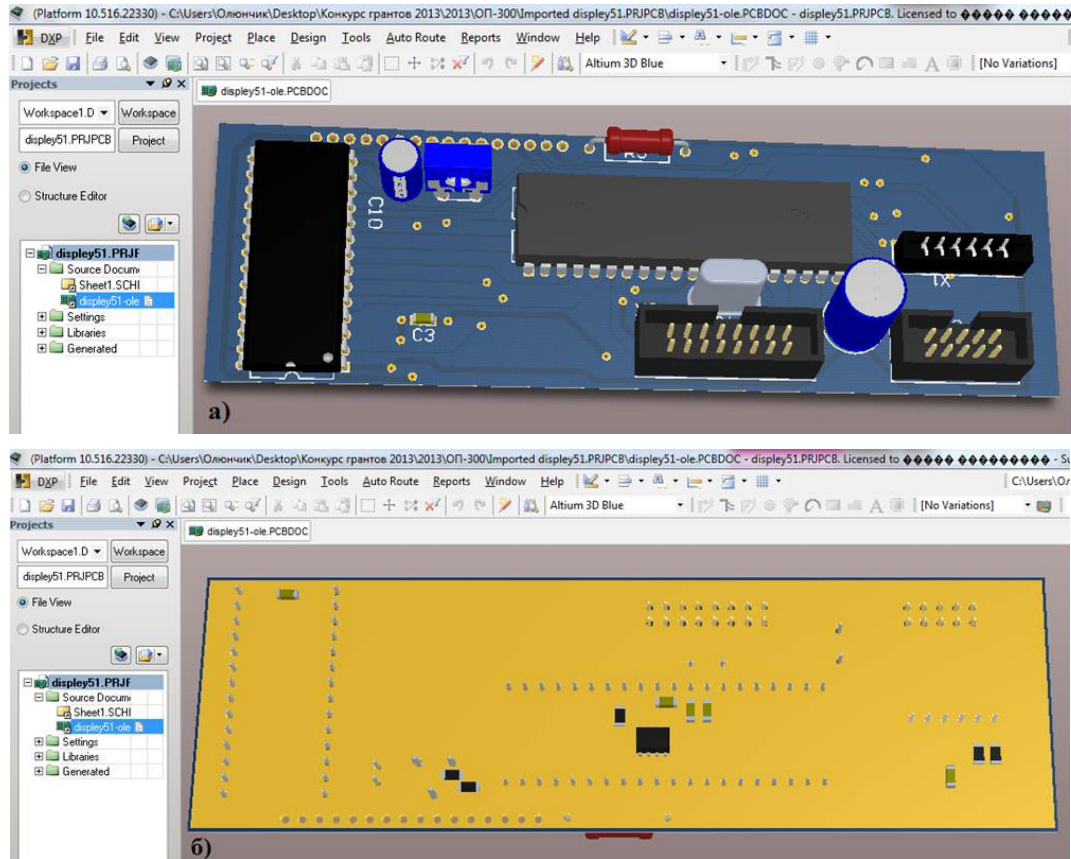 (Platform 10.516.22330) - C:\Users\Олюнчик\Desktop\Конкурс грантов 2013\2013\ОП-300\Imported displey51.PRJPCB\displey51-ole.PCBDOC - displey51.PRJPCB. Licensed to ����� �����
DXP File Edit View Project Place Design Tools Auto Route Reports Window Help
Altium 3D Blue [No Variations]
Projects
displey51-ole.PCBDOC
Workspace1.D Workspace
displey51.PRJPCB Project
File View
Structure Editor
displey51.PRJF
Source Docum
Sheet1.SCHI
displey51-ole
Settings
Libraries
Generated
C10
C3
X1
а)
(Platform 10.516.22330) - C:\Users\Олюнчик\Desktop\Конкурс грантов 2013\2013\ОП-300\Imported displey51.PRJPCB\displey51-ole.PCBDOC - displey51.PRJPCB. Licensed to ����� ��������� - Su
DXP File Edit View Project Place Design Tools Auto Route Reports Window Help C:\Users\Ол
Altium 3D Blue [No Variations]
Projects
displey51-ole.PCBDOC
Workspace1.D Workspace
displey51.PRJPCB Project
File View
Structure Editor
displey51.PRJF
Source Docum
Sheet1.SCHI
displey51-ole
Settings
Libraries
Generated
б)